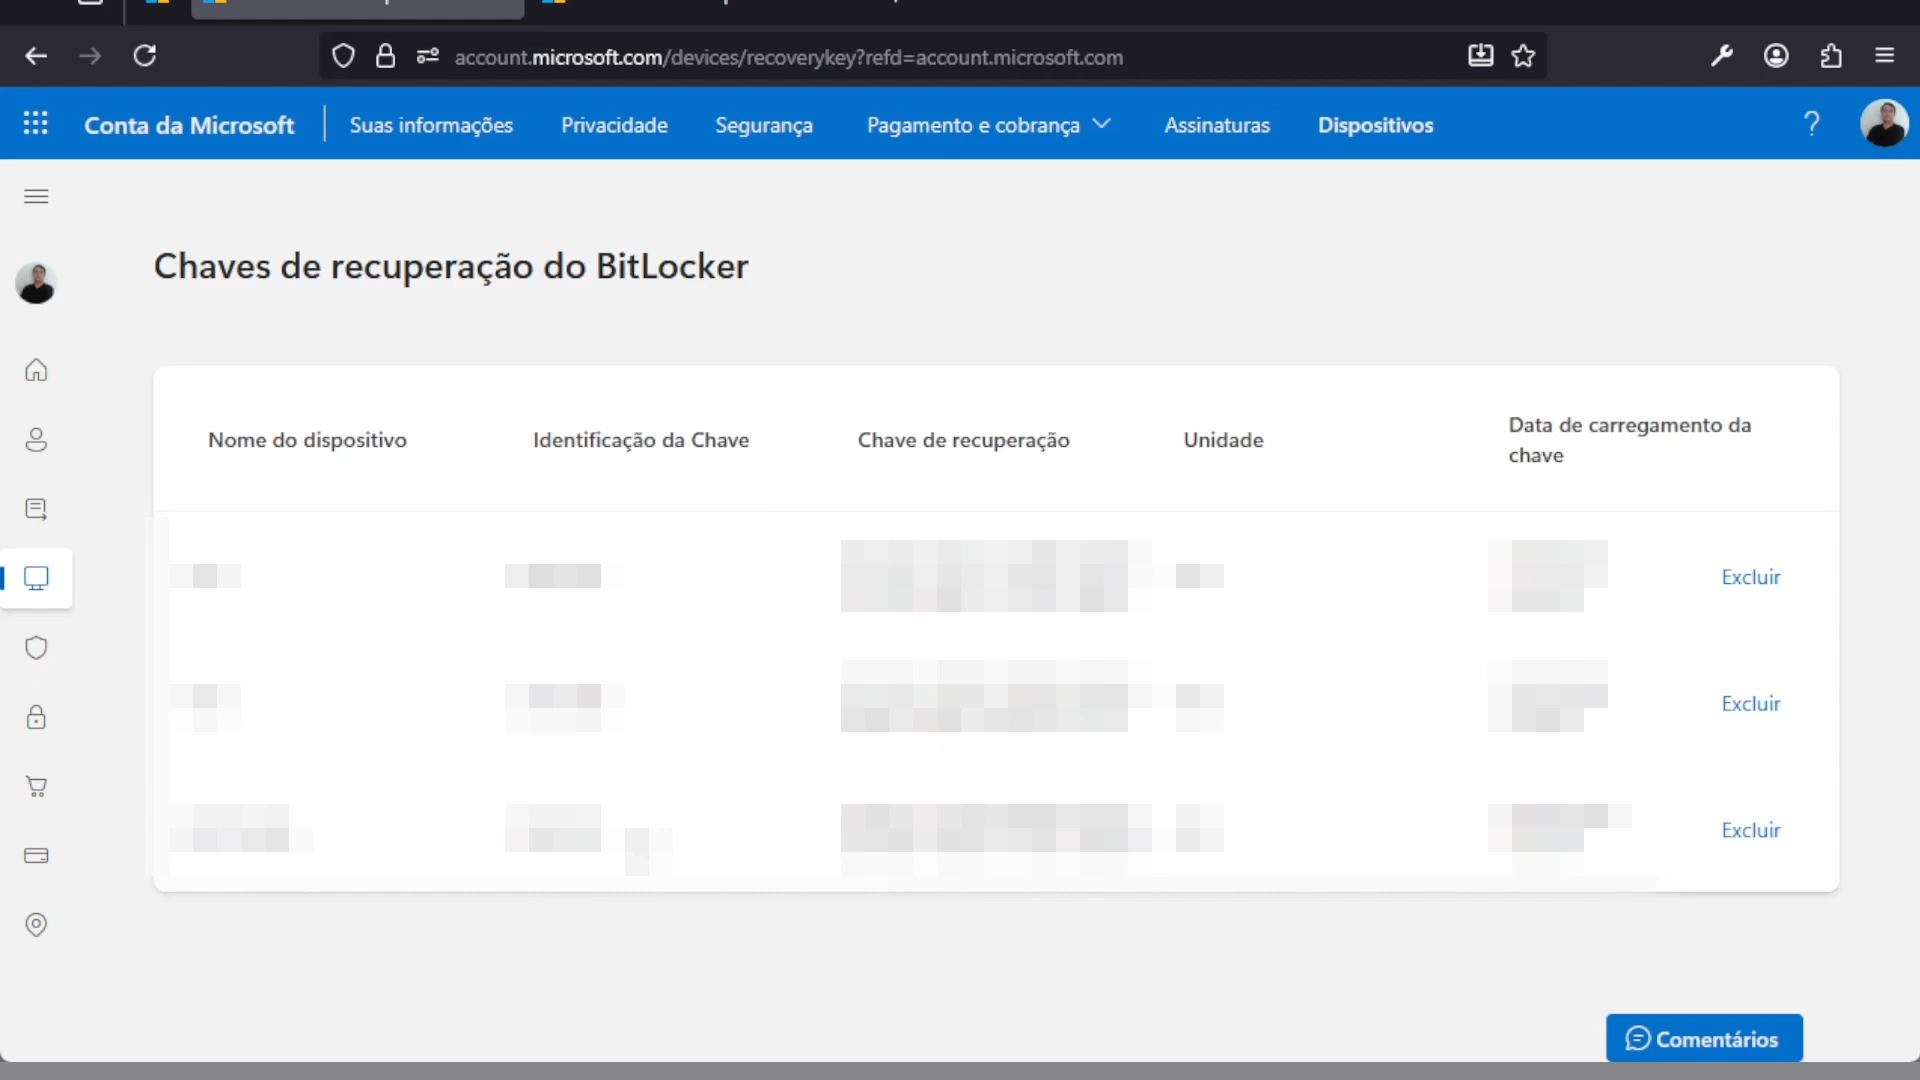 account.microsoft.com/devices/recoverykey?refd=account.microsoft.com
Conta da Microsoft Suas informações Privacidade Segurança Pagamento e cobrança Assinaturas Dispositivos ?
Chaves de recuperação do BitLocker
Nome do dispositivo Identificação da Chave Chave de recuperação Unidade Data de carregamento da
chave
Excluir
Excluir
Excluir
Comentários